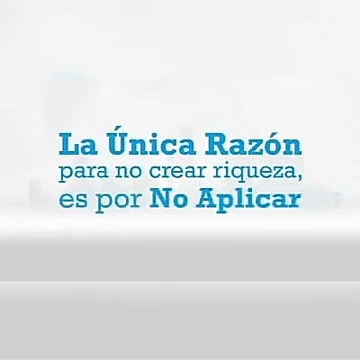 La Única Razón
para no crear riqueza,
es por No Aplicar